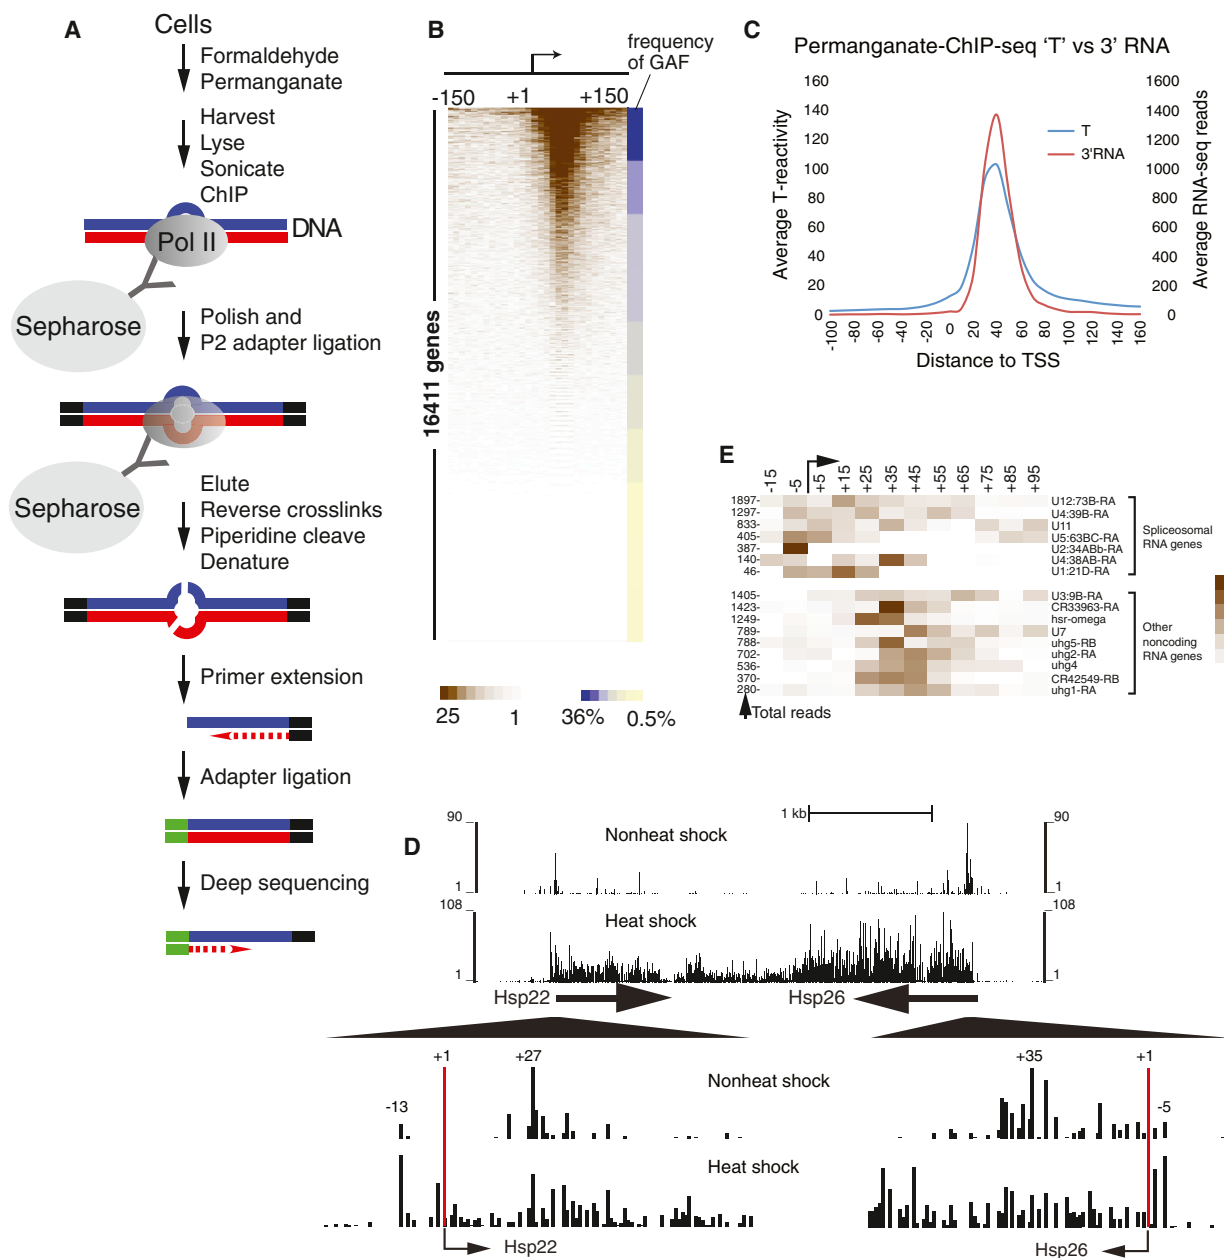 A
Cells
Formaldehyde
Permanganate
Harvest
Lyse
Sonicate
ChIP
DNA
Pol II
Sepharose
Polish and
P2 adapter ligation
Sepharose
Elute
Reverse crosslinks
Piperidine cleave
Denature
Primer extension
Adapter ligation
Deep sequencing
B
frequency
of GAF
-150 +1 +150
16411 genes
25 1
36% 0.5%
C
Permanganate-ChIP-seq ‘T’ vs 3’ RNA
Average T-reactivity
160
140
120
100
80
60
40
20
0
T
3'RNA
1600
1400
1200
1000
800
600
400
200
0
Average RNA-seq reads
-100 -80 -60 -40 -20 0 20 40 60 80 100 120 140 160
Distance to TSS
E
-15 -5 +5 +15 +25 +35 +45 +55 +65 +75 +85 +95
1897- U12:73B-RA
1297- U4:39B-RA
833- U11
405- U5:63BC-RA
387- U2:34ABb-RA
140- U4:38AB-RA
46- U1:21D-RA
Spliceosomal
RNA genes
1405- U3:9B-RA
1423- CR33963-RA
1249- hsr-omega
789- U7
788- uhg5-RB
702- uhg2-RA
536- uhg4
370- CR42549-RB
280- uhg1-RA
Other
noncoding
RNA genes
Total reads
D
1 kb
90 Nonheat shock 90
1 1
108 Heat shock 108
1 1
Hsp22 Hsp26
+1 +27 +35 +1
Nonheat shock
-13 -5
Heat shock
Hsp22 Hsp26